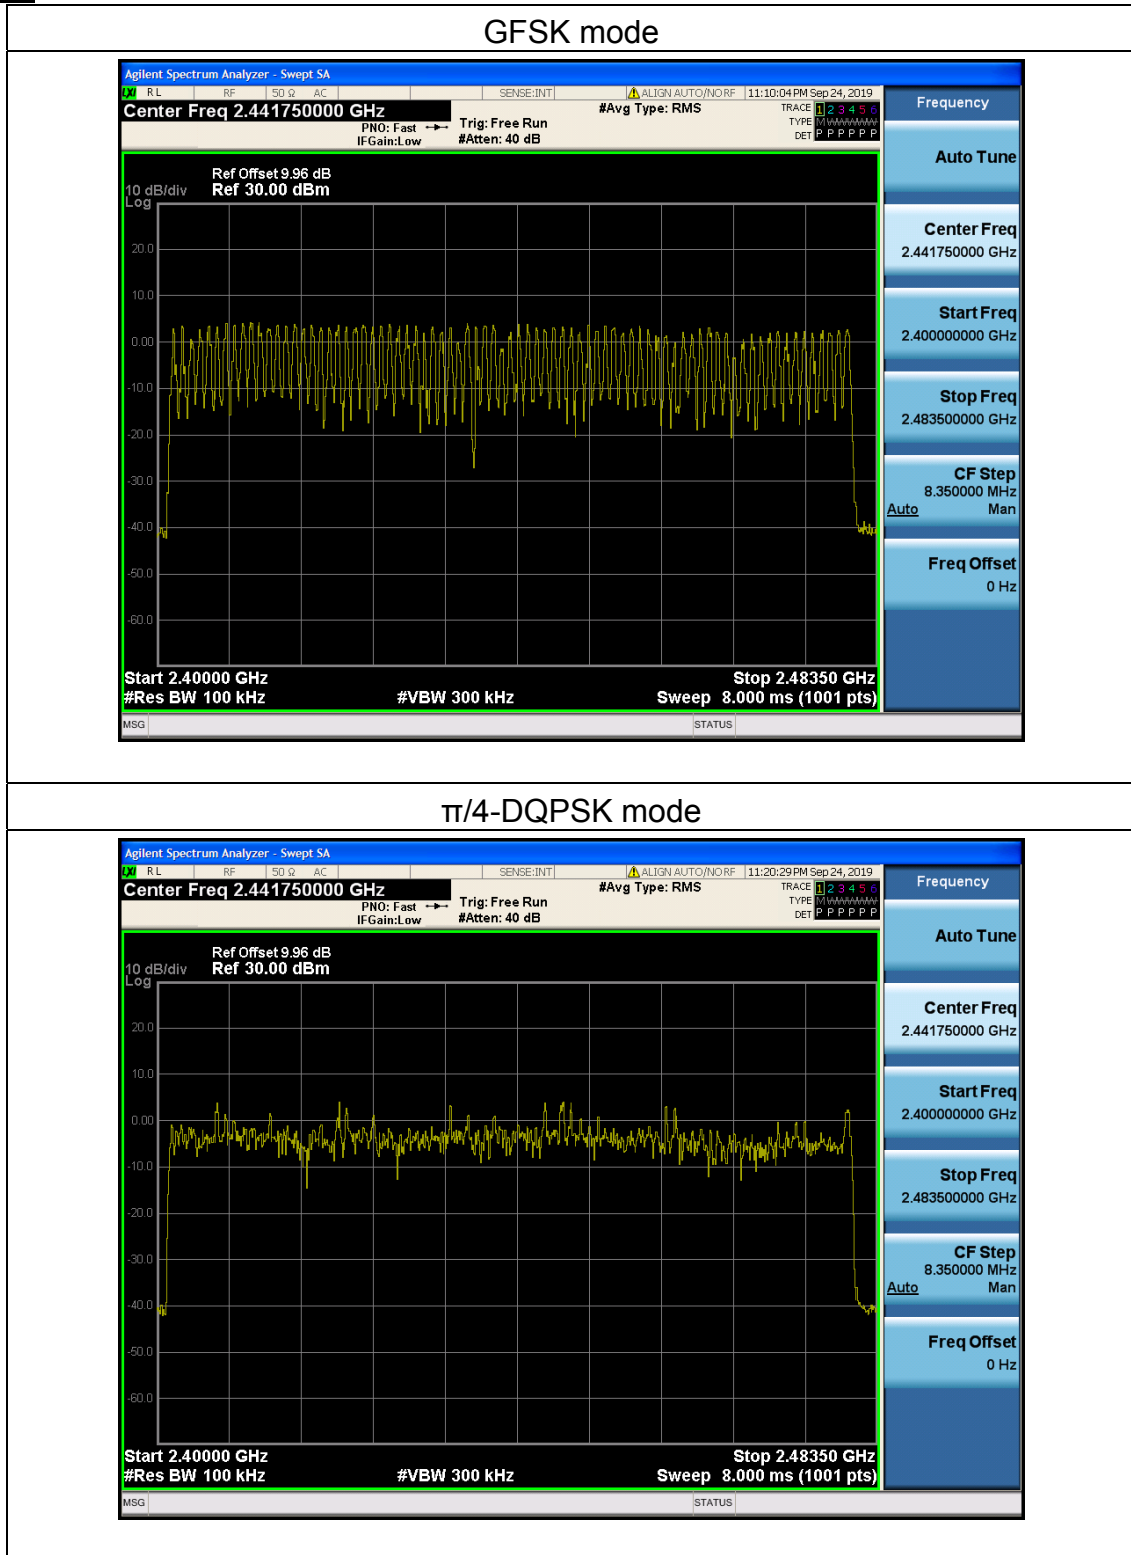 GFSK mode
Agilent Spectrum Analyzer - Swept SA
LXI RL RF 50 Ω AC SENSE:INT ALIGN AUTO/NO RF 11:10:04 PM Sep 24, 2019
Center Freq 2.441750000 GHz #Avg Type: RMS TRACE 1 2 3 4 5 6
PNO: Fast Trig: Free Run TYPE M WWWWW
IFGain:Low #Atten: 40 dB DET P P P P P P
Frequency
Auto Tune
Ref Offset 9.96 dB
10 dB/div Ref 30.00 dBm
Log
20.0
10.0
0.00
-10.0
-20.0
-30.0
-40.0
-50.0
-60.0
Center Freq
2.441750000 GHz
Start Freq
2.400000000 GHz
Stop Freq
2.483500000 GHz
CF Step
8.350000 MHz
Auto Man
Freq Offset
0 Hz
Start 2.40000 GHz Stop 2.48350 GHz
#Res BW 100 kHz #VBW 300 kHz Sweep 8.000 ms (1001 pts)
MSG STATUS
π/4-DQPSK mode
Agilent Spectrum Analyzer - Swept SA
LXI RL RF 50 Ω AC SENSE:INT ALIGN AUTO/NO RF 11:20:29 PM Sep 24, 2019
Center Freq 2.441750000 GHz #Avg Type: RMS TRACE 1 2 3 4 5 6
PNO: Fast Trig: Free Run TYPE M WWWWW
IFGain:Low #Atten: 40 dB DET P P P P P P
Frequency
Auto Tune
Ref Offset 9.96 dB
10 dB/div Ref 30.00 dBm
Log
20.0
10.0
0.00
-10.0
-20.0
-30.0
-40.0
-50.0
-60.0
Center Freq
2.441750000 GHz
Start Freq
2.400000000 GHz
Stop Freq
2.483500000 GHz
CF Step
8.350000 MHz
Auto Man
Freq Offset
0 Hz
Start 2.40000 GHz Stop 2.48350 GHz
#Res BW 100 kHz #VBW 300 kHz Sweep 8.000 ms (1001 pts)
MSG STATUS